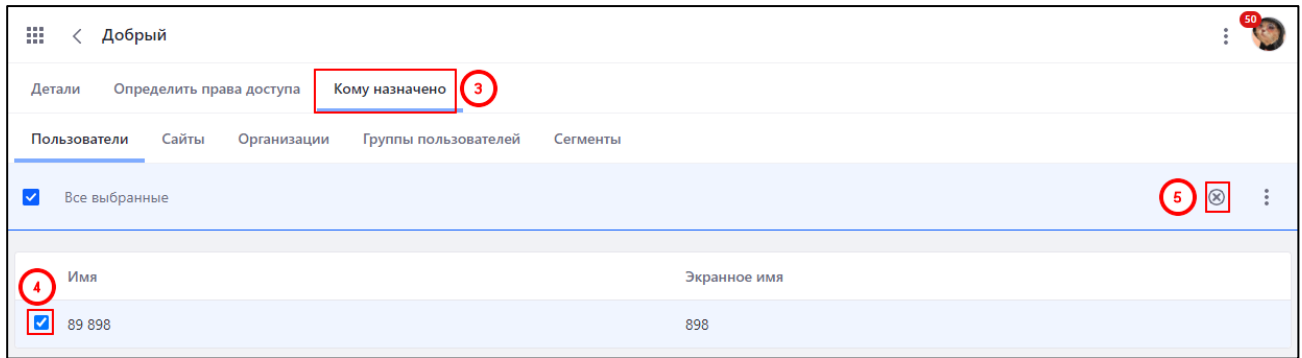 Добрый
50
Детали Определить права доступа Кому назначено 3
Пользователи Сайты Организации Группы пользователей Сегменты
Все выбранные 5
Имя Экранное имя
4
89 898 898